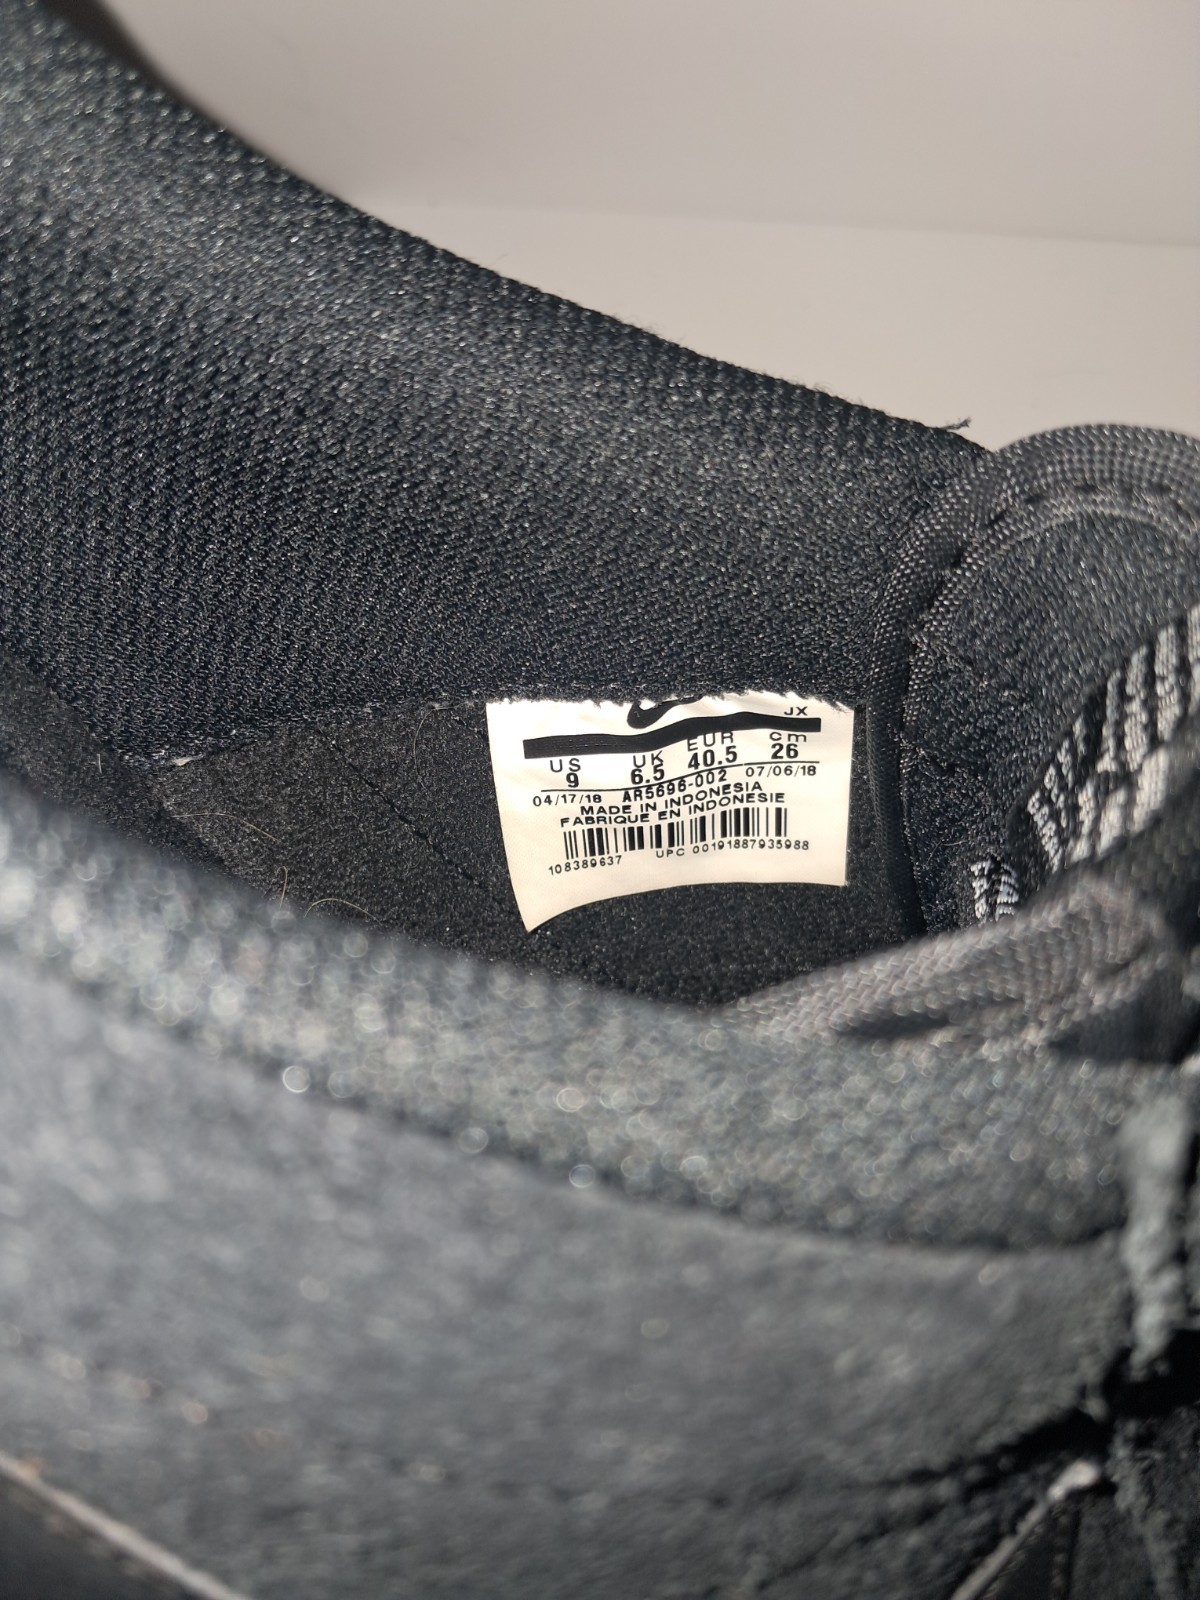 JX
US UK EUR cm
9 6.5 40.5 26
04/17/18 AR5696-002 07/06/18
MADE IN INDONESIA
FABRIQUE EN INDONESIE
108389637 UPC 00191887935988